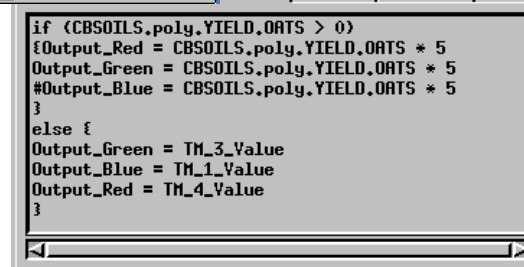 if (CBSOILS.poly.YIELD.OATS > 0)
{Output_Red = CBSOILS.poly.YIELD.OATS * 5
Output_Green = CBSOILS.poly.YIELD.OATS * 5
#Output_Blue = CBSOILS.poly.YIELD.OATS * 5
}
else {
Output_Green = TM_3_Value
Output_Blue = TM_1_Value
Output_Red = TM_4_Value
}